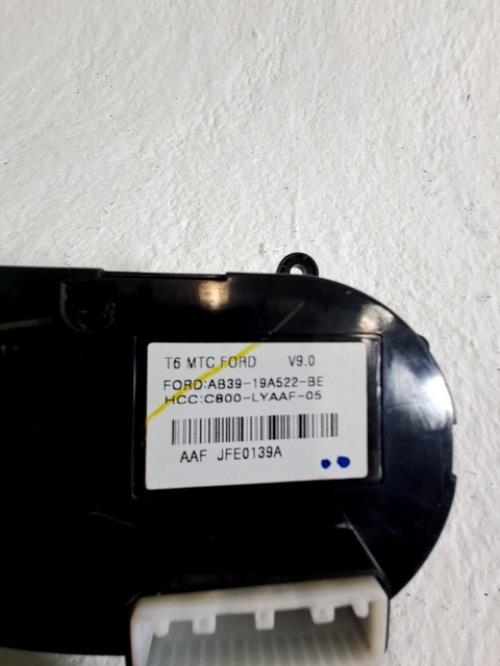 T6 MTC FORD V9.0
FORD:AB39-19A522-BE
HCC:C800-LYAAF-05
AAF JFE0139A